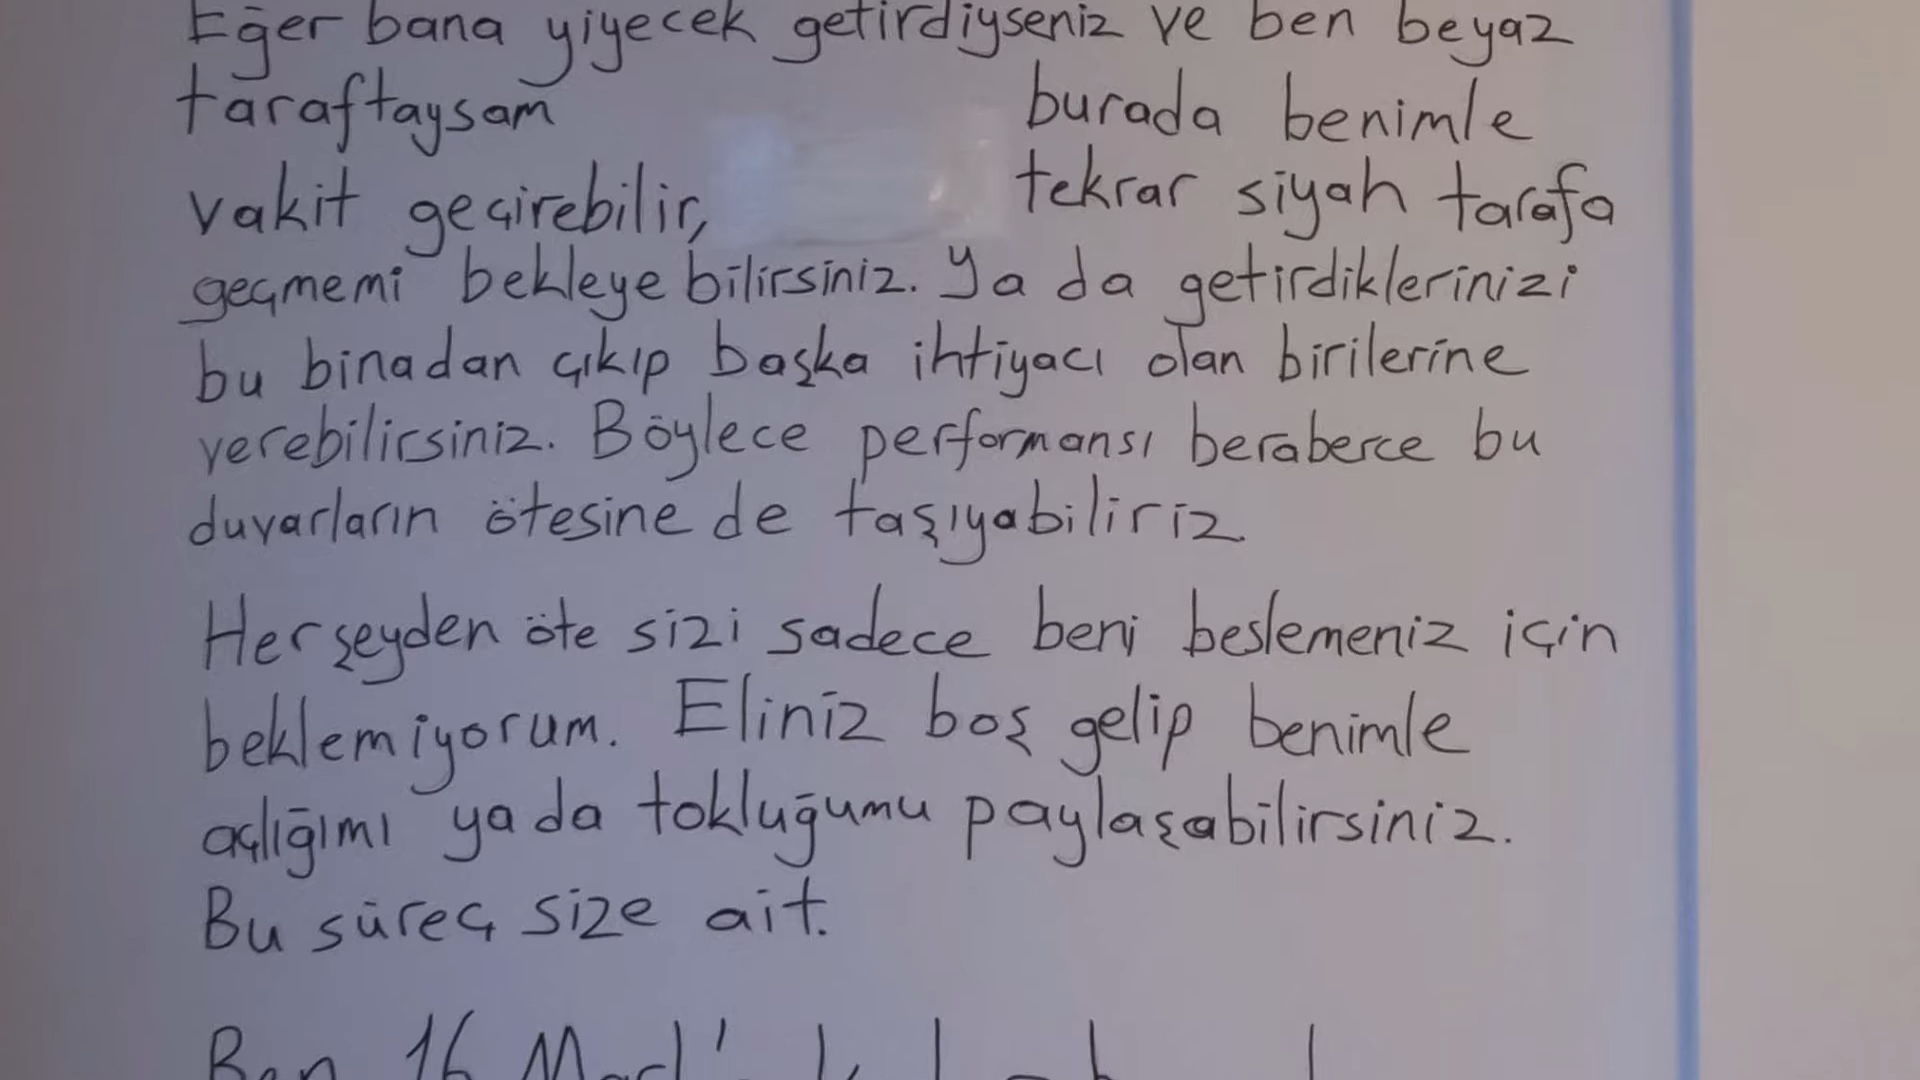 Eğer bana yiyecek getirdiyseniz ve ben beyaz
taraftaysam burada benimle
vakit geçirebilir, tekrar siyah tarafa
geçmemi bekleyebilirsiniz. Ya da getirdiklerinizi
bu binadan çıkıp başka ihtiyacı olan birilerine
verebilirsiniz. Böylece performansı beraberce bu
duvarların ötesine de taşıyabiliriz.
Herşeyden öte sizi sadece beni beslemeniz için
beklemiyorum. Eliniz boş gelip benimle
açlığımı ya da tokluğumu paylaşabilirsiniz.
Bu süreç size ait.
Ben 16